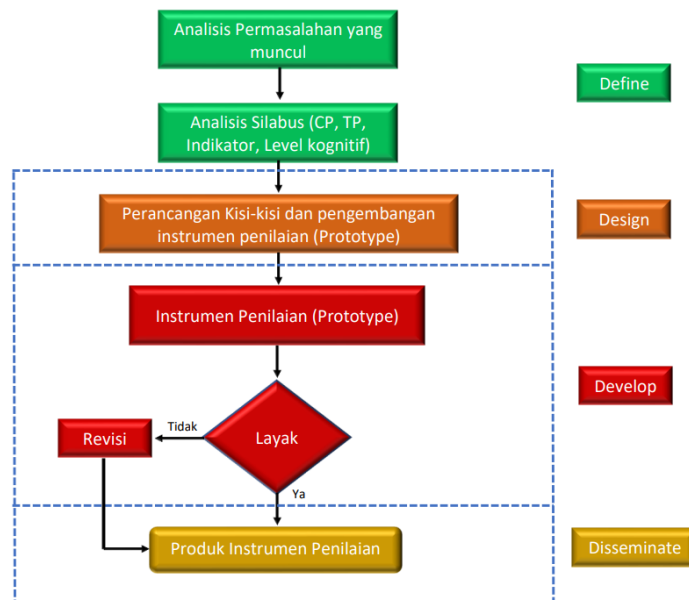 Analisis Permasalahan yang
muncul
Define
Analisis Silabus (CP, TP,
Indikator, Level kognitif)
Perancangan Kisi-kisi dan pengembangan
instrumen penilaian (Prototype)
Design
Instrumen Penilaian (Prototype)
Develop
Revisi
Tidak
Layak
Ya
Produk Instrumen Penilaian
Disseminate